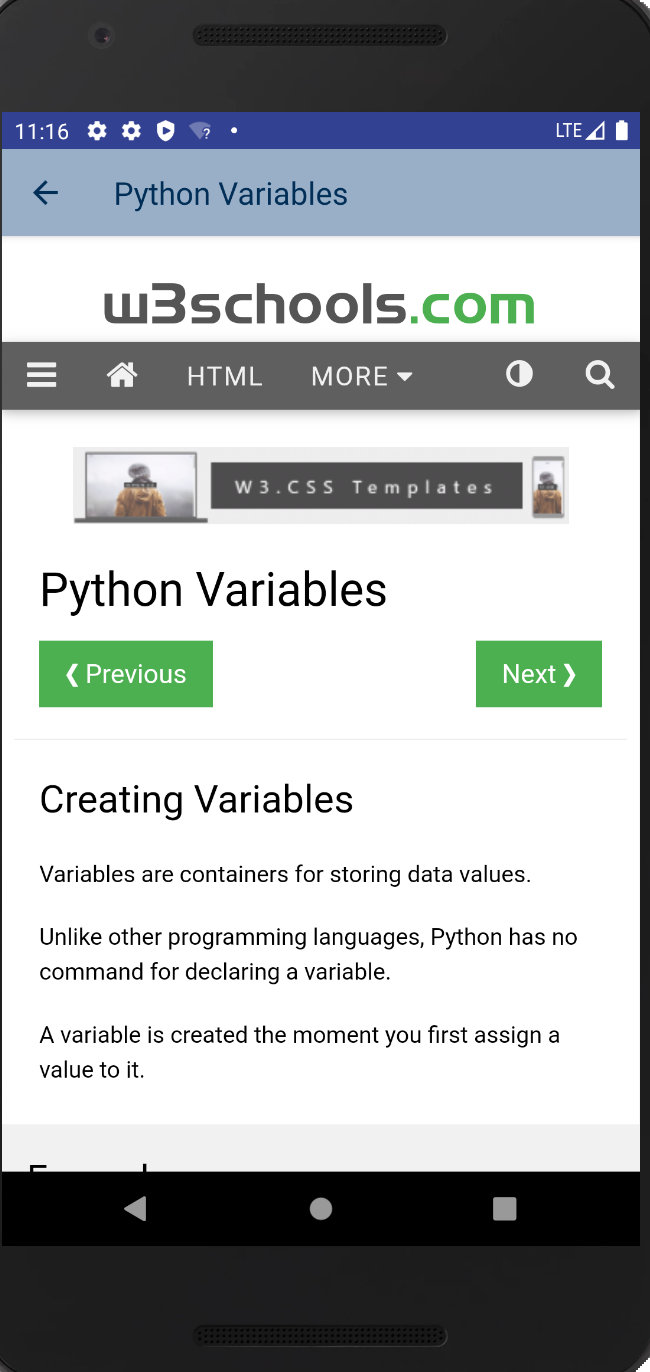 11:16 LTE
Python Variables
w3schools.com
HTML MORE
W3.CSS Templates
Python Variables
❮ Previous Next ❯
Creating Variables
Variables are containers for storing data values.
Unlike other programming languages, Python has no
command for declaring a variable.
A variable is created the moment you first assign a
value to it.